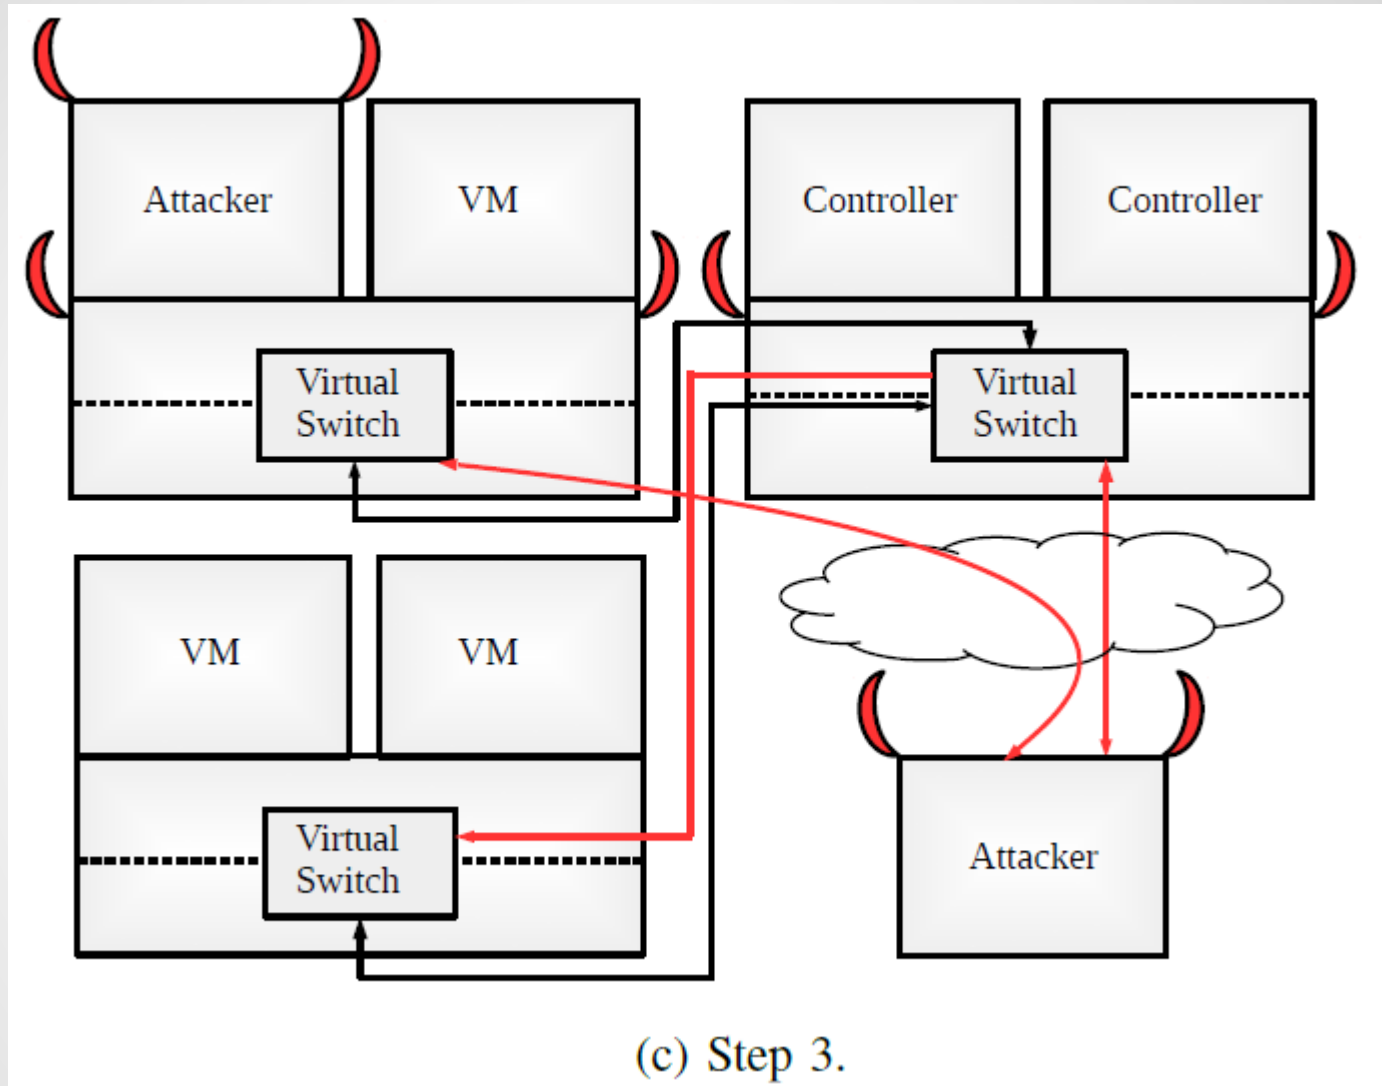 Attacker
VM
Controller
Controller
Virtual
Switch
Virtual
Switch
VM
VM
Virtual
Switch
Attacker
(c) Step 3.